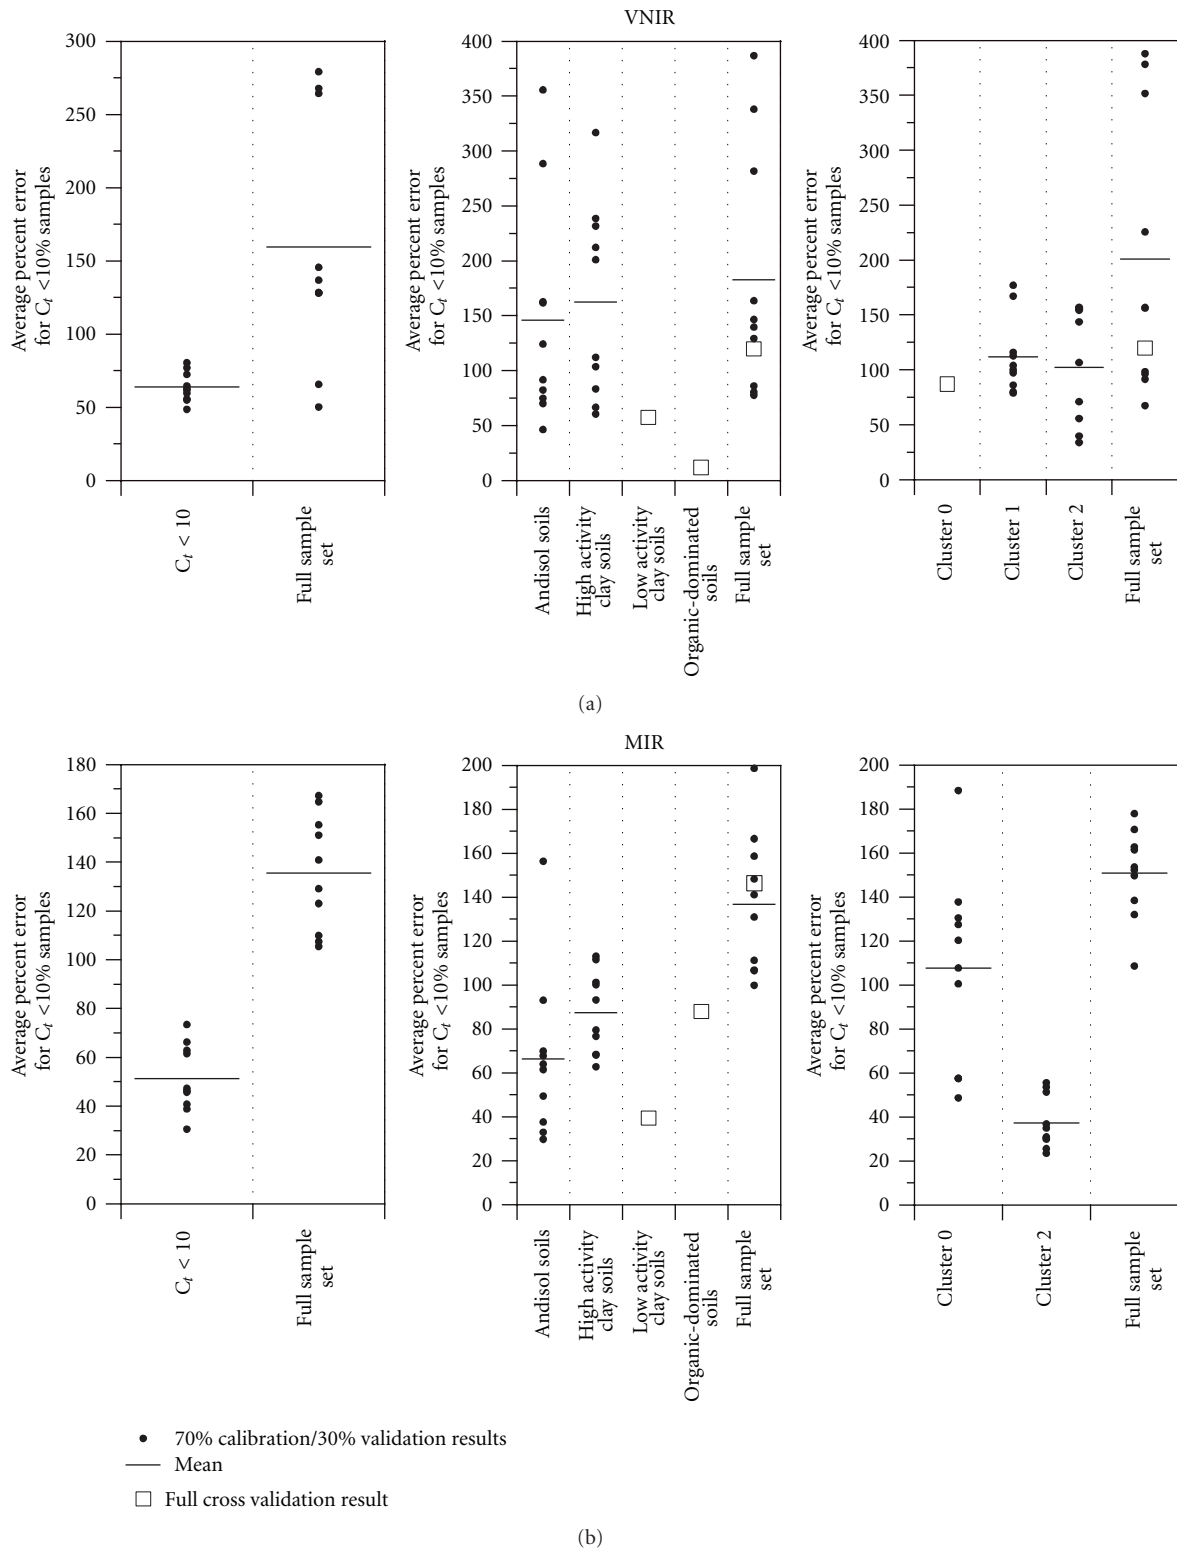 VNIR
Average percent error
for Ct <10% samples
300
250
200
150
100
50
0
Ct < 10
Full sample
set
Average percent error
for Ct <10% samples
400
350
300
250
200
150
100
50
0
Andisol soils
High activity
clay soils
Low activity
clay soils
Organic-dominated
soils
Full sample
set
Average percent error
for Ct <10% samples
400
350
300
250
200
150
100
50
0
Cluster 0
Cluster 1
Cluster 2
Full sample
set
(a)
MIR
Average percent error
for Ct <10% samples
180
160
140
120
100
80
60
40
20
0
Ct < 10
Full sample
set
Average percent error
for Ct <10% samples
200
180
160
140
120
100
80
60
40
20
0
Andisol soils
High activity
clay soils
Low activity
clay soils
Organic-dominated
soils
Full sample
set
Average percent error
for Ct <10% samples
200
180
160
140
120
100
80
60
40
20
0
Cluster 0
Cluster 2
Full sample
set
70% calibration/30% validation results
Mean
Full cross validation result
(b)